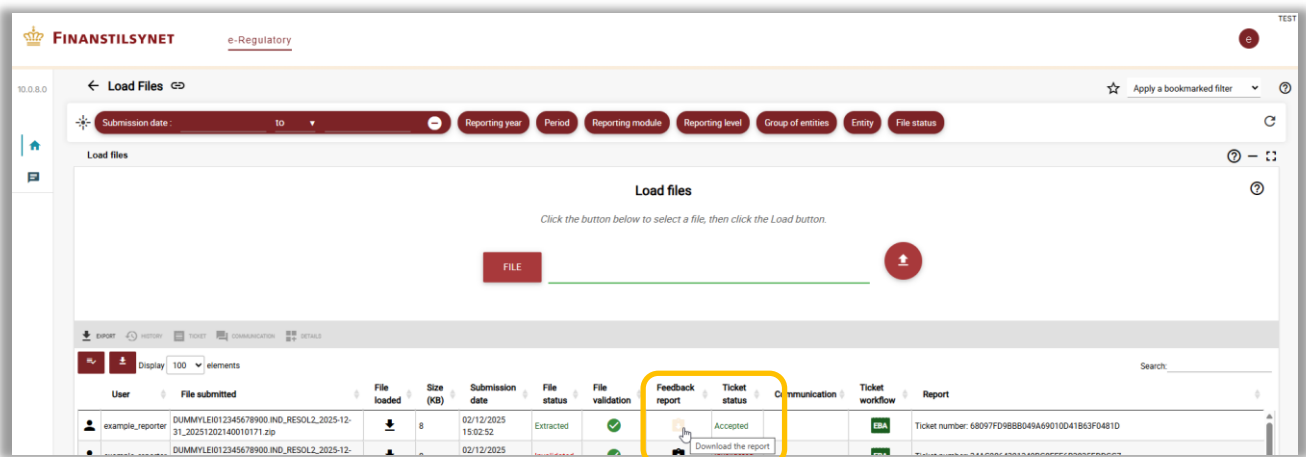 TEST
FINANSTILSYNET
e-Regulatory
e
10.0.8.0
Load Files
Apply a bookmarked filter
Submission date :
to
Reporting year
Period
Reporting module
Reporting level
Group of entities
Entity
File status
Load files
Load files
Click the button below to select a file, then click the Load button.
FILE
EXPORT HISTORY TICKET COMMUNICATION DETAILS
Display 100 elements
Search:
User File submitted File loaded Size (KB) Submission date File status File validation Feedback report Ticket status Communication Ticket workflow Report
example_reporter DUMMYLEI012345678900.IND_RESOL2_2025-12-
31_20251202140010171.zip
8
02/12/2025
15:02:52
Extracted
Accepted
EBA
Ticket number: 68097FD9BBB049A69010D41B63F0481D
Download the report
DUMMYLEI012345678900.IND_RESOL2_2025-12-
02/12/2025